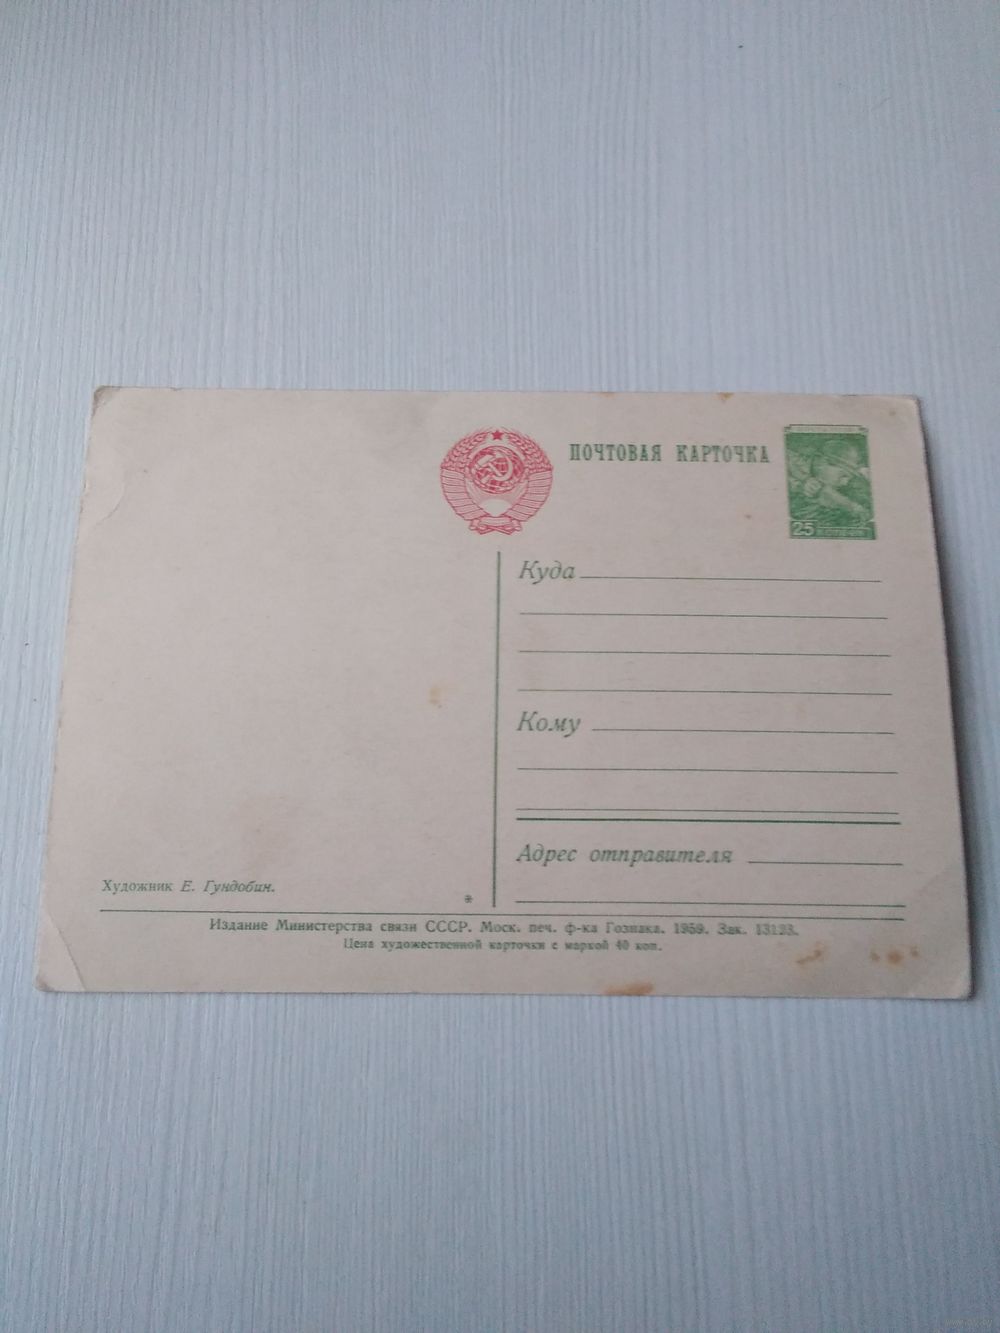 ПОЧТОВАЯ КАРТОЧКА
25
Куда
Кому
Адрес отправителя
Художник Е. Гундобин.
*
Издание Министерства связи СССР. Моск. печ. ф-ка Гознака. 1959. Зак.
Цена художественной карточки с маркой 40 коп.